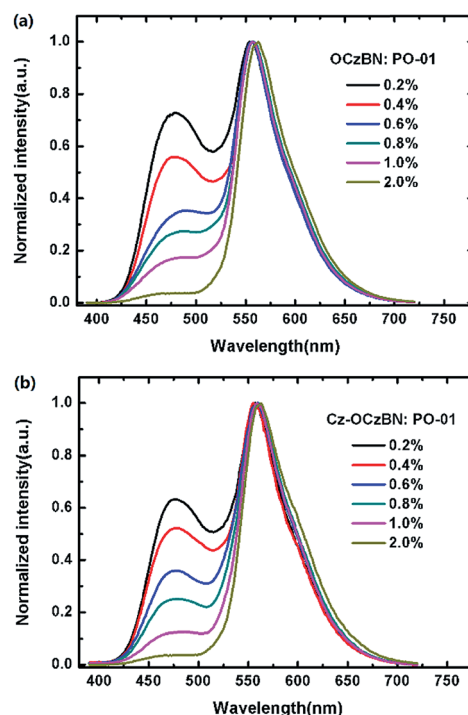 (a)
OCzBN: PO-01
0.2%
0.4%
0.6%
0.8%
1.0%
2.0%
Normalized intensity(a.u.)
1.0
0.8
0.6
0.4
0.2
0.0
400 450 500 550 600 650 700 750
Wavelength(nm)
(b)
Cz-OCzBN: PO-01
0.2%
0.4%
0.6%
0.8%
1.0%
2.0%
Normalized intensity(a.u.)
1.0
0.8
0.6
0.4
0.2
0.0
400 450 500 550 600 650 700 750
Wavelength(nm)